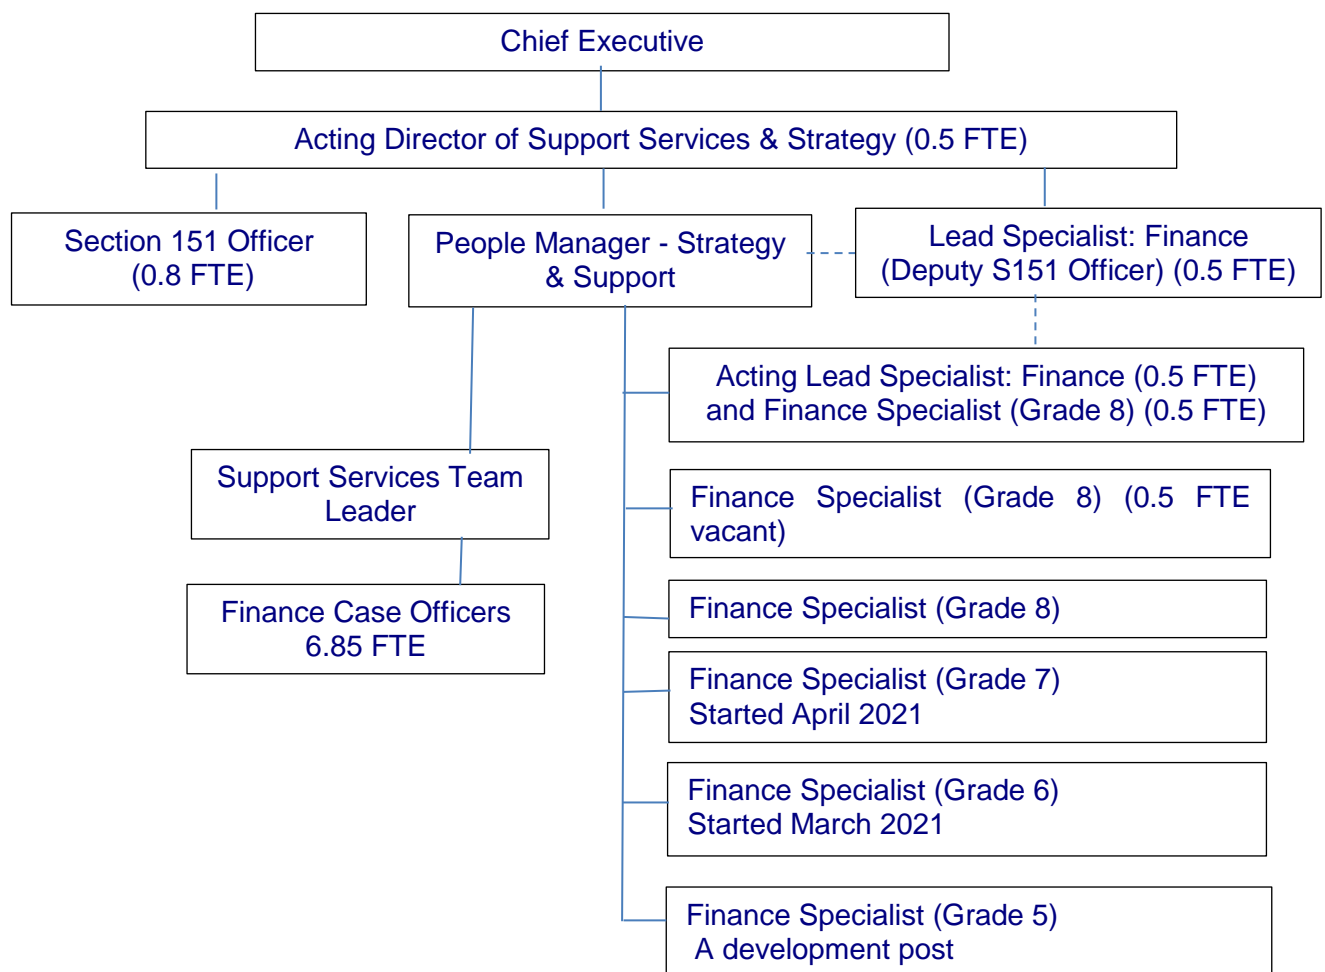 Chief Executive
Acting Director of Support Services & Strategy (0.5 FTE)
Section 151 Officer
(0.8 FTE)
People Manager - Strategy
& Support
Lead Specialist: Finance
(Deputy S151 Officer) (0.5 FTE)
Acting Lead Specialist: Finance (0.5 FTE)
and Finance Specialist (Grade 8) (0.5 FTE)
Support Services Team
Leader
Finance Specialist (Grade 8) (0.5 FTE
vacant)
Finance Case Officers
6.85 FTE
Finance Specialist (Grade 8)
Finance Specialist (Grade 7)
Started April 2021
Finance Specialist (Grade 6)
Started March 2021
Finance Specialist (Grade 5)
A development post